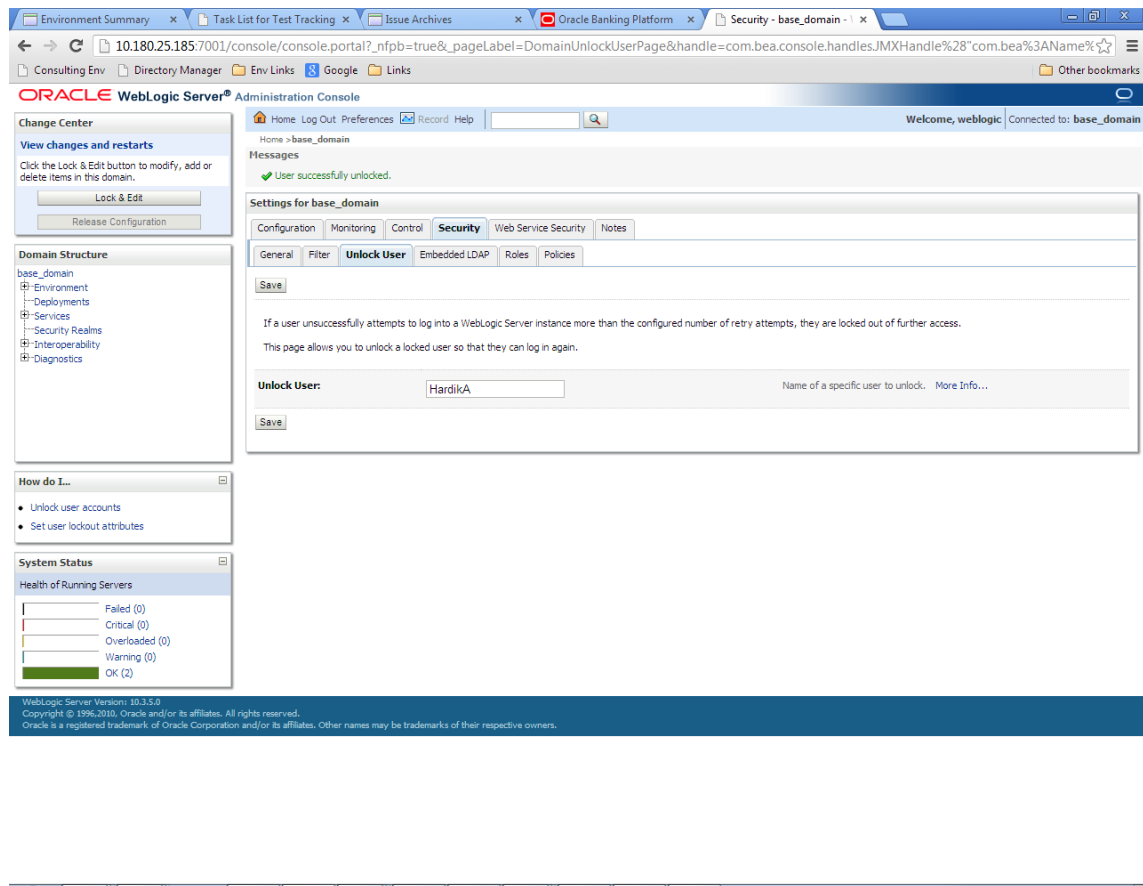 Environment Summary
Task List for Test Tracking
Issue Archives
Oracle Banking Platform
Security - base_domain -
10.180.25.185:7001/console/console.portal?_nfpb=true&_pageLabel=DomainUnlockUserPage&handle=com.bea.console.handles.JMXHandle%28"com.bea%3AName%
Consulting Env
Directory Manager
Env Links
Google
Links
Other bookmarks
ORACLE WebLogic Server® Administration Console
Change Center
View changes and restarts
Click the Lock & Edit button to modify, add or
delete items in this domain.
Lock & Edit
Release Configuration
Domain Structure
base_domain
Environment
Deployments
Services
Security Realms
Interoperability
Diagnostics
How do I...
Unlock user accounts
Set user lockout attributes
System Status
Health of Running Servers
Failed (0)
Critical (0)
Overloaded (0)
Warning (0)
OK (2)
Home Log Out Preferences Record Help
Welcome, weblogic
Connected to: base_domain
Home >base_domain
Messages
User successfully unlocked.
Settings for base_domain
Configuration Monitoring Control Security Web Service Security Notes
General Filter Unlock User Embedded LDAP Roles Policies
Save
If a user unsuccessfully attempts to log into a WebLogic Server instance more than the configured number of retry attempts, they are locked out of further access.
This page allows you to unlock a locked user so that they can log in again.
Unlock User:
HardikA
Name of a specific user to unlock. More Info...
Save
WebLogic Server Version: 10.3.5.0
Copyright © 1996,2010, Oracle and/or its affiliates. All rights reserved.
Oracle is a registered trademark of Oracle Corporation and/or its affiliates. Other names may be trademarks of their respective owners.